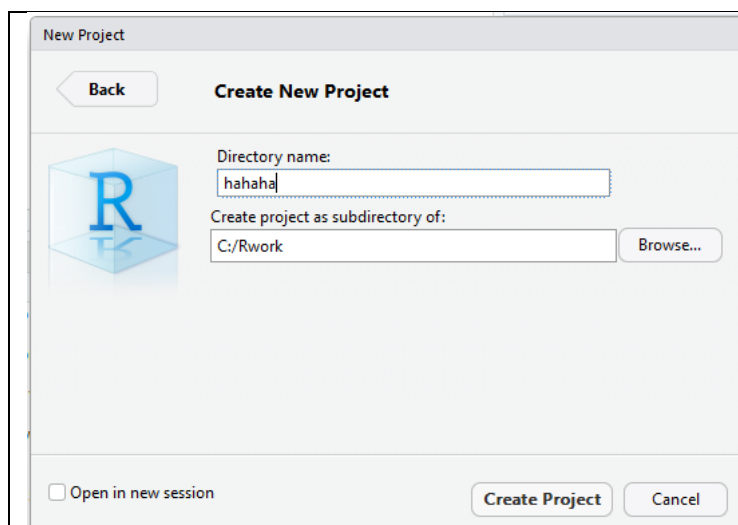 New Project
Back
Create New Project
R
Directory name:
hahaha
Create project as subdirectory of:
C:/Rwork
Browse...
Open in new session
Create Project
Cancel